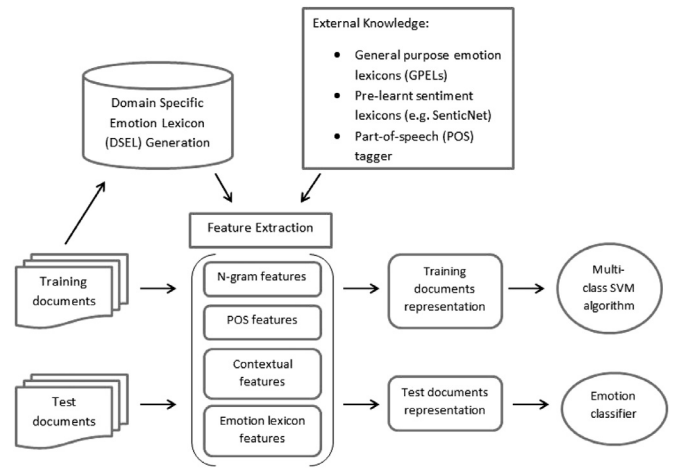 External Knowledge:
General purpose emotion
lexicons (GPELs)
Pre-learnt sentiment
lexicons (e.g. SenticNet)
Part-of-speech (POS)
tagger
Domain Specific
Emotion Lexicon
(DSEL) Generation
Feature Extraction
Training
documents
N-gram features
POS features
Contextual
features
Emotion lexicon
features
Training
documents
representation
Multi-
class SVM
algorithm
Test
documents
Test documents
representation
Emotion
classifier